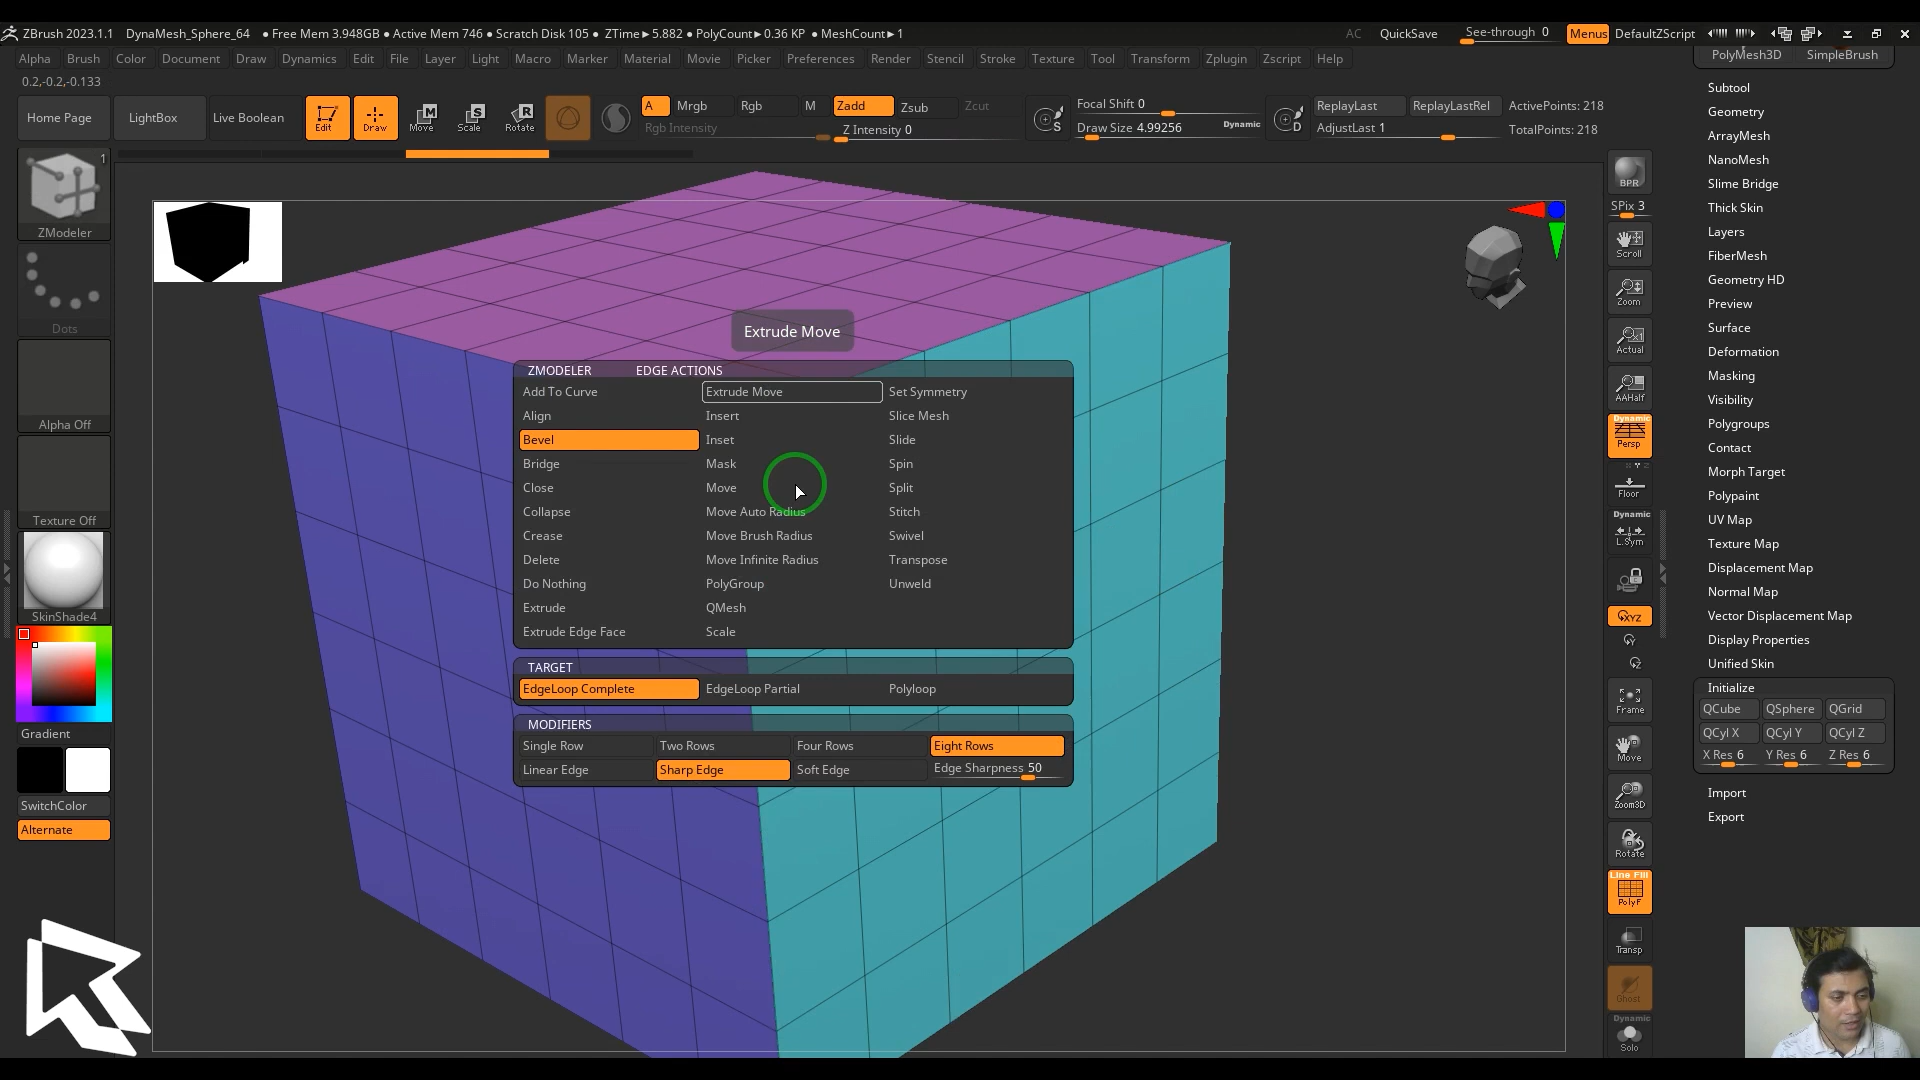 ZBrush 2023.1.1 DynaMesh_Sphere_64 ● Free Mem 3.948GB ● Active Mem 746 ● Scratch Disk 105 ● ZTime►5.882 ● PolyCount►0.36 KP ● MeshCount►1 AC QuickSave See-through 0 Menus DefaultZScript
Alpha Brush Color Document Draw Dynamics Edit File Layer Light Macro Marker Material Movie Picker Preferences Render Stencil Stroke Texture Tool Transform Zplugin Zscript Help
PolyMesh3D SimpleBrush
0.2,-0.2,-0.133
Home Page LightBox Live Boolean Edit Draw Move Scale Rotate
A Mrgb Rgb M Zadd Zsub Zcut
Rgb Intensity Z Intensity 0
S Focal Shift 0
Draw Size 4.99256 Dynamic
D ReplayLast ReplayLastRel ActivePoints: 218
AdjustLast 1 TotalPoints: 218
1
ZModeler
Dots
Alpha Off
Texture Off
SkinShade4
Gradient
SwitchColor
Alternate
Extrude Move
ZMODELER EDGE ACTIONS
Add To Curve Extrude Move Set Symmetry
Align Insert Slice Mesh
Bevel Inset Slide
Bridge Mask Spin
Close Move Split
Collapse Move Auto Radius Stitch
Crease Move Brush Radius Swivel
Delete Move Infinite Radius Transpose
Do Nothing PolyGroup Unweld
Extrude QMesh
Extrude Edge Face Scale
TARGET
EdgeLoop Complete EdgeLoop Partial Polyloop
MODIFIERS
Single Row Two Rows Four Rows Eight Rows
Linear Edge Sharp Edge Soft Edge Edge Sharpness 50
BPR
SPix 3
Scroll
Zoom
Actual
AAHalf
Dynamic
Persp
Floor
Dynamic
L.Sym
XYZ
Y
Z
Frame
Move
Zoom3D
Rotate
Line Fill
PolyF
Transp
Ghost
Dynamic
Solo
Subtool
Geometry
ArrayMesh
NanoMesh
Slime Bridge
Thick Skin
Layers
FiberMesh
Geometry HD
Preview
Surface
Deformation
Masking
Visibility
Polygroups
Contact
Morph Target
Polypaint
UV Map
Texture Map
Displacement Map
Normal Map
Vector Displacement Map
Display Properties
Unified Skin
Initialize
QCube QSphere QGrid
QCyl X QCyl Y QCyl Z
X Res 6 Y Res 6 Z Res 6
Import
Export